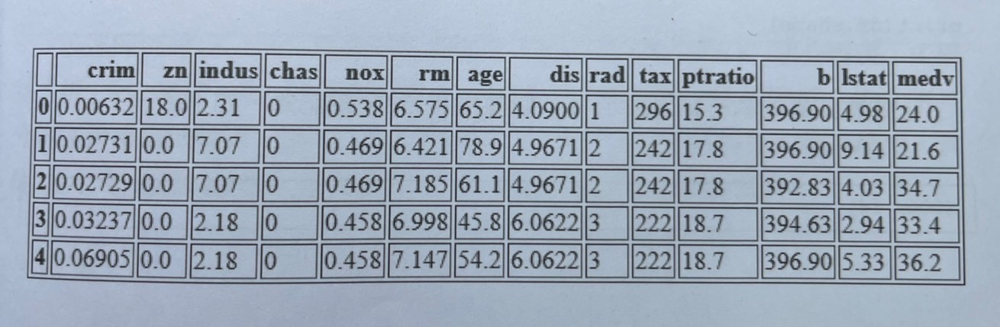 crim zn indus chas nox rm age dis rad tax ptratio b lstat medv
0 0.00632 18.0 2.31 0 0.538 6.575 65.2 4.0900 1 296 15.3 396.90 4.98 24.0
1 0.02731 0.0 7.07 0 0.469 6.421 78.9 4.9671 2 242 17.8 396.90 9.14 21.6
2 0.02729 0.0 7.07 0 0.469 7.185 61.1 4.9671 2 242 17.8 392.83 4.03 34.7
3 0.03237 0.0 2.18 0 0.458 6.998 45.8 6.0622 3 222 18.7 394.63 2.94 33.4
4 0.06905 0.0 2.18 0 0.458 7.147 54.2 6.0622 3 222 18.7 396.90 5.33 36.2